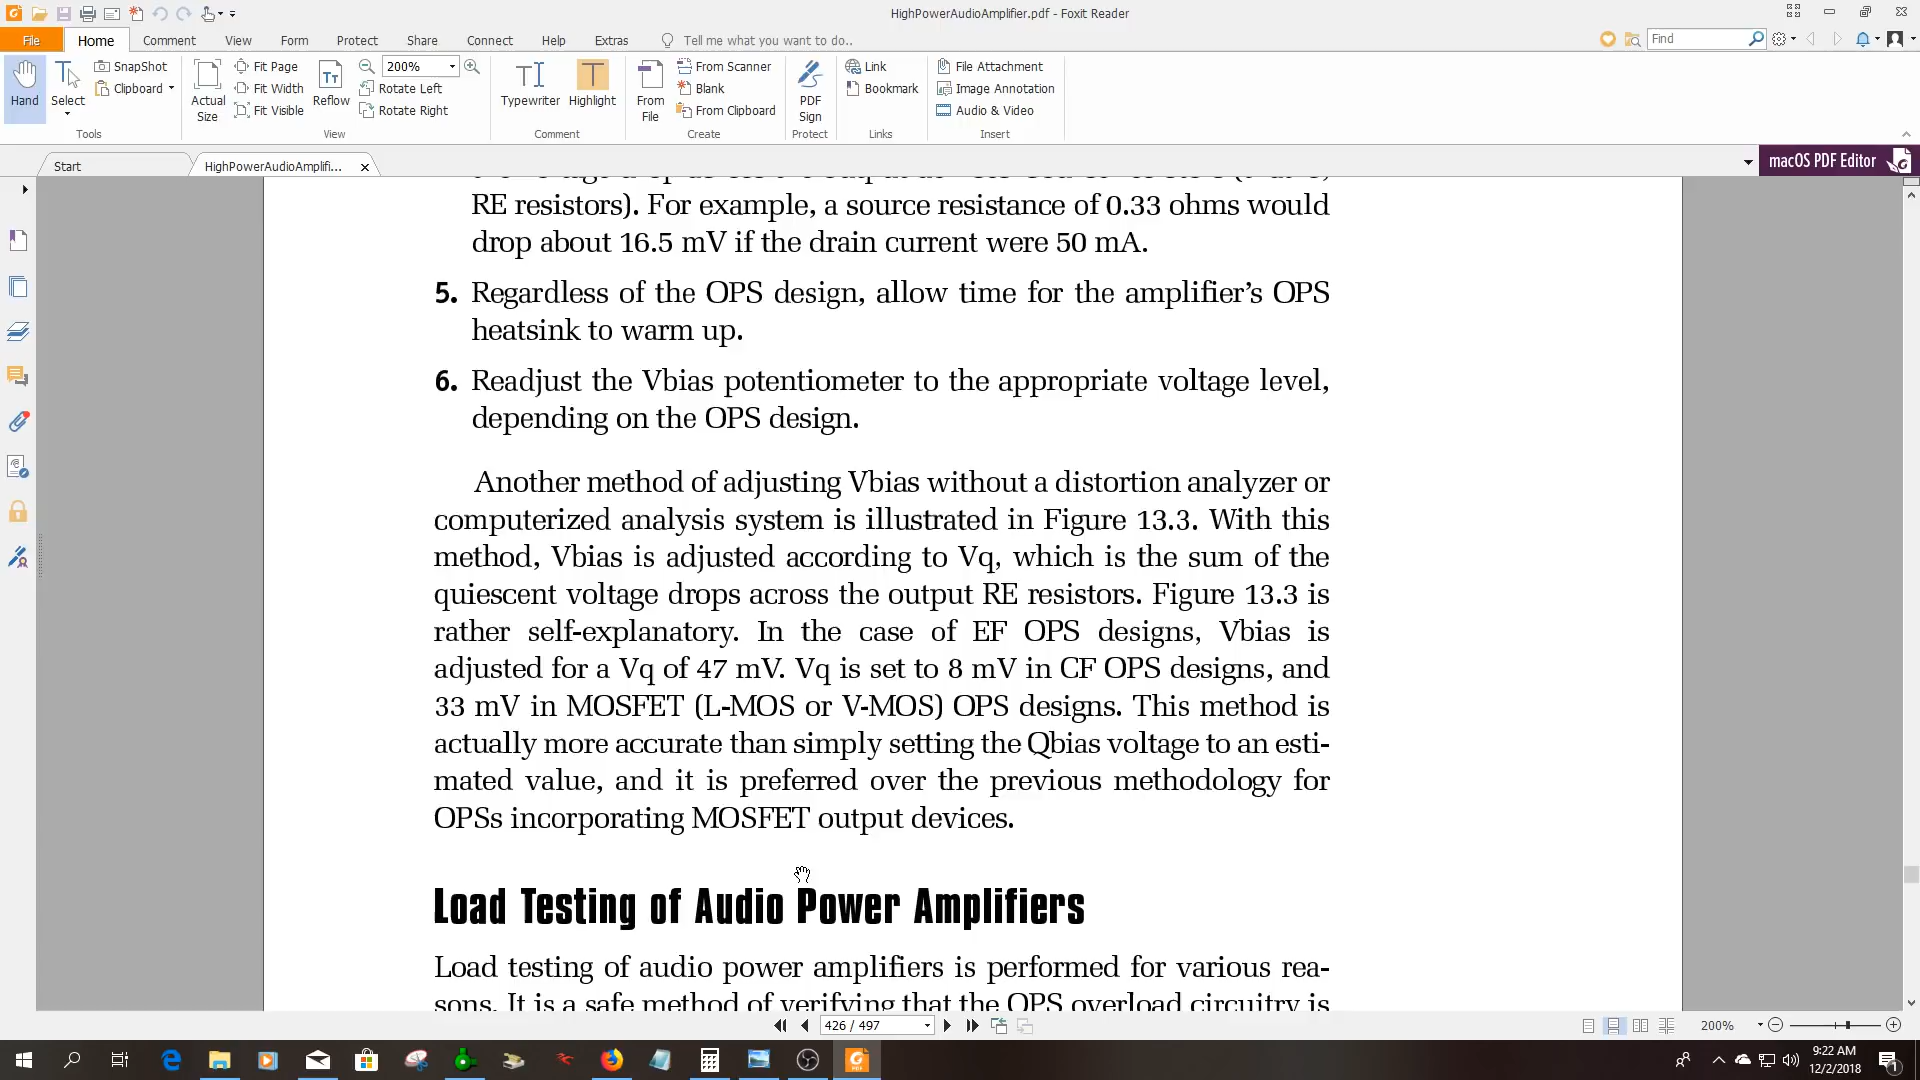 HighPowerAudioAmplifier.pdf - Foxit Reader
File Home Comment View Form Protect Share Connect Help Extras Tell me what you want to do.. Find
Hand
Select
SnapShot
Clipboard
Tools
Actual Size
Fit Page
Fit Width
Fit Visible
Reflow
200%
Rotate Left
Rotate Right
View
Typewriter
Highlight
Comment
From File
From Scanner
Blank
From Clipboard
Create
PDF Sign
Protect
Link
Bookmark
Links
File Attachment
Image Annotation
Audio & Video
Insert
Start
HighPowerAudioAmplifi...
macOS PDF Editor
RE resistors). For example, a source resistance of 0.33 ohms would
drop about 16.5 mV if the drain current were 50 mA.
5. Regardless of the OPS design, allow time for the amplifier's OPS
heatsink to warm up.
6. Readjust the Vbias potentiometer to the appropriate voltage level,
depending on the OPS design.
Another method of adjusting Vbias without a distortion analyzer or
computerized analysis system is illustrated in Figure 13.3. With this
method, Vbias is adjusted according to Vq, which is the sum of the
quiescent voltage drops across the output RE resistors. Figure 13.3 is
rather self-explanatory. In the case of EF OPS designs, Vbias is
adjusted for a Vq of 47 mV. Vq is set to 8 mV in CF OPS designs, and
33 mV in MOSFET (L-MOS or V-MOS) OPS designs. This method is
actually more accurate than simply setting the Qbias voltage to an esti-
mated value, and it is preferred over the previous methodology for
OPSs incorporating MOSFET output devices.
Load Testing of Audio Power Amplifiers
Load testing of audio power amplifiers is performed for various rea-
sons. It is a safe method of verifying that the OPS overload circuitry is
426 / 497
200%
9:22 AM
12/2/2018